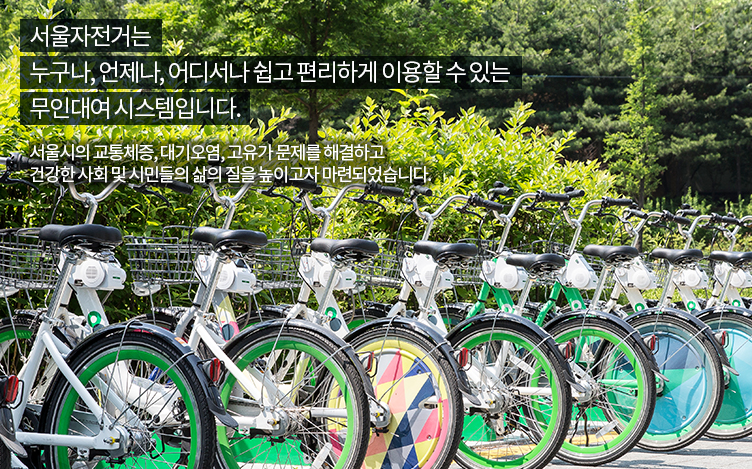 서울자전거는
누구나, 언제나, 어디서나 쉽고 편리하게 이용할 수 있는
무인대여 시스템입니다.
서울시의 교통체증, 대기오염, 고유가 문제를 해결하고
건강한 사회 및 시민들의 삶의 질을 높이고자 마련되었습니다.